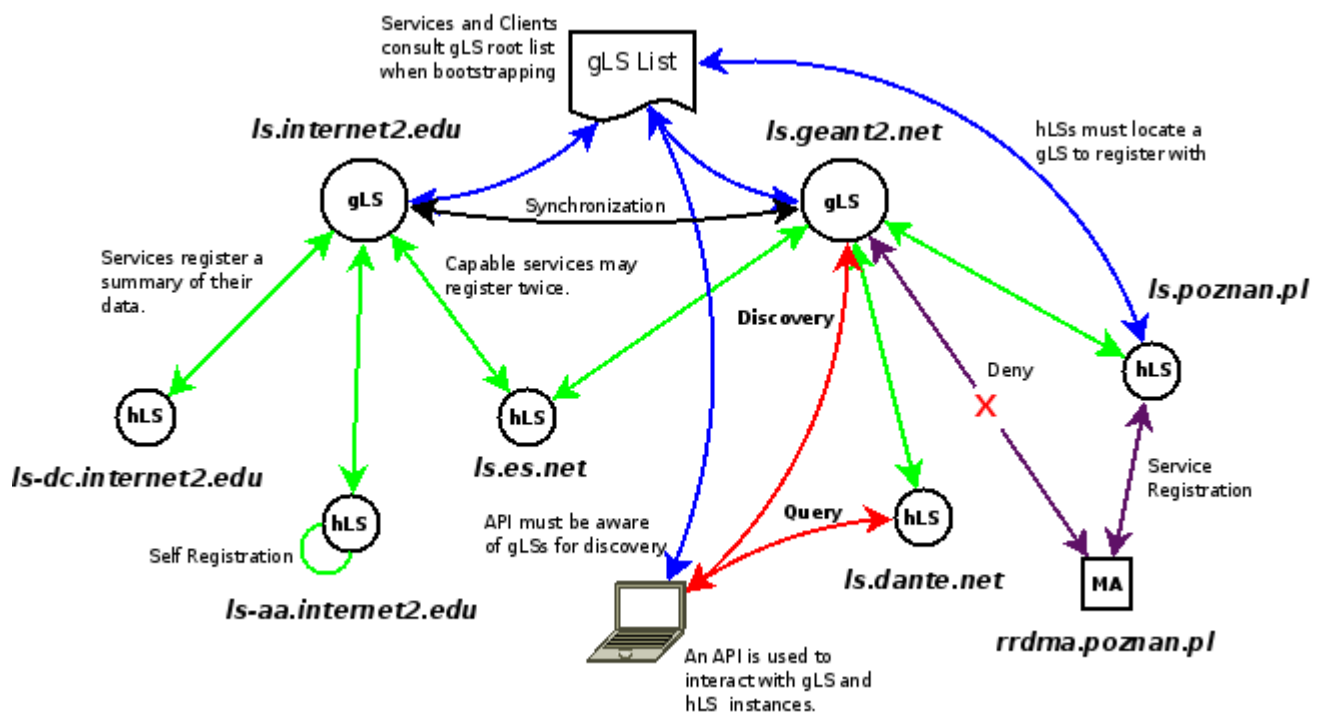 Services and Clients
consult gLS root list
when bootstrapping
gLS List
ls.internet2.edu
ls.geant2.net
hLSs must locate a
gLS to register with
gLS
Synchronization
gLS
Services register a
summary of their
data.
Capable services may
register twice.
ls.poznan.pl
Discovery
Deny
X
hLS
hLS
hLS
ls-dc.internet2.edu
ls.es.net
Service
Registration
hLS
Self Registration
ls-aa.internet2.edu
API must be aware
of gLSs for discovery
Query
hLS
ls.dante.net
MA
rrdma.poznan.pl
An API is used to
interact with gLS and
hLS instances.